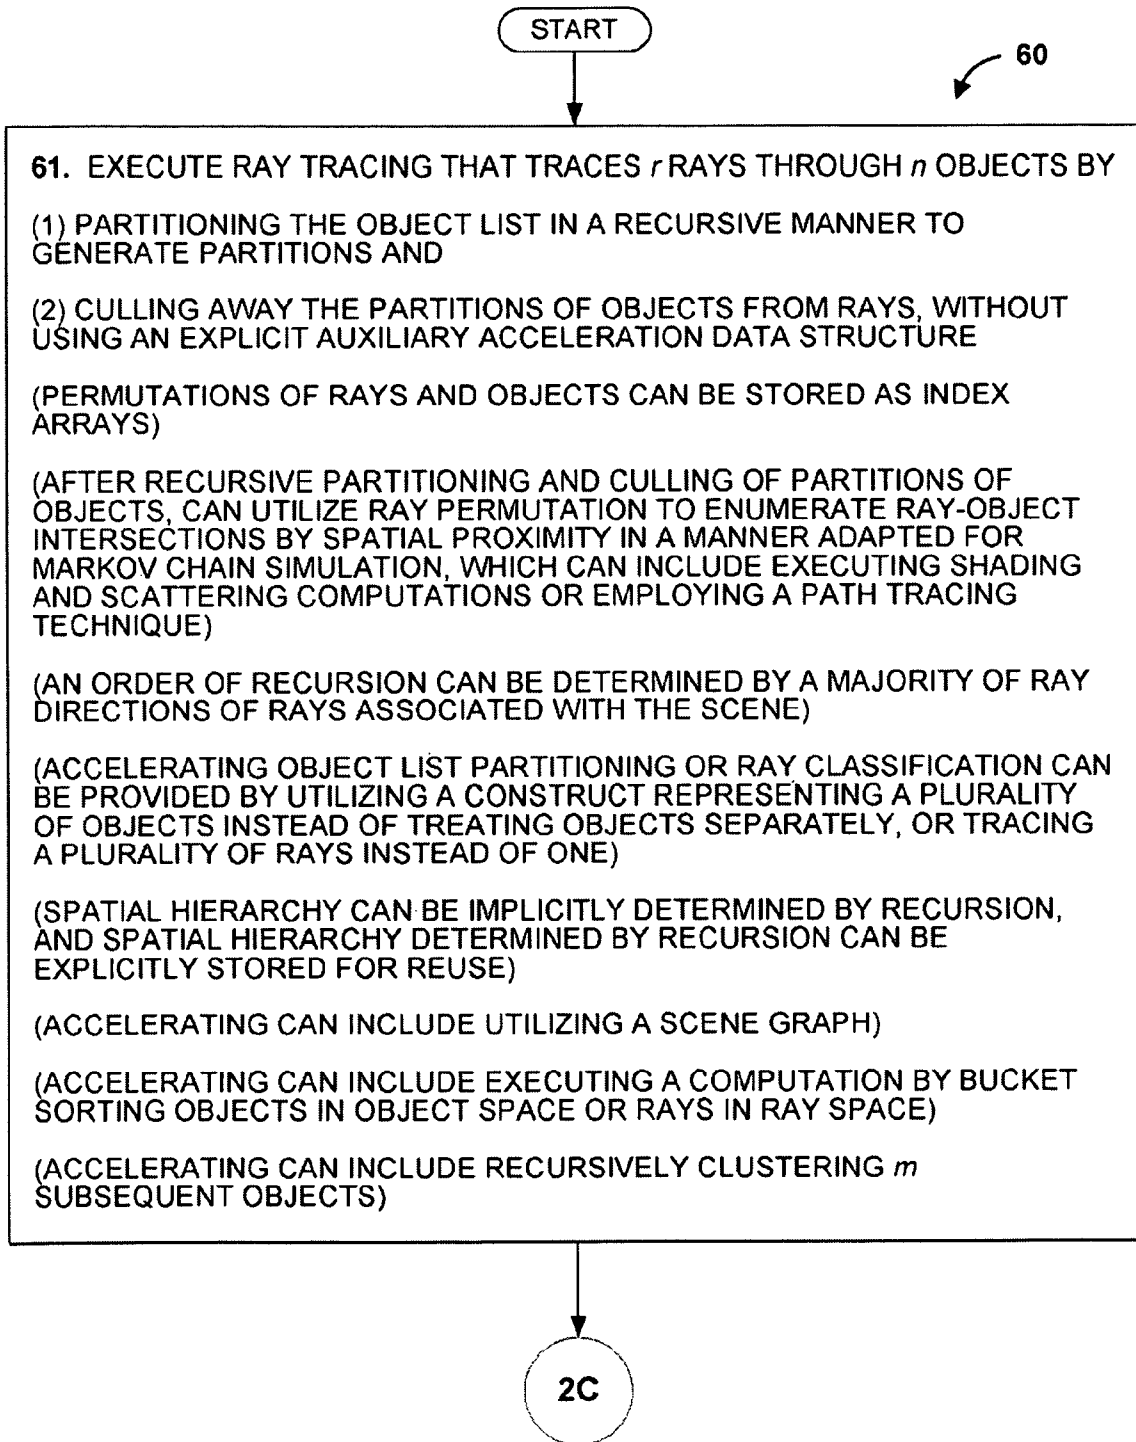 START
60
61. EXECUTE RAY TRACING THAT TRACES r RAYS THROUGH n OBJECTS BY
(1) PARTITIONING THE OBJECT LIST IN A RECURSIVE MANNER TO
GENERATE PARTITIONS AND
(2) CULLING AWAY THE PARTITIONS OF OBJECTS FROM RAYS, WITHOUT
USING AN EXPLICIT AUXILIARY ACCELERATION DATA STRUCTURE
(PERMUTATIONS OF RAYS AND OBJECTS CAN BE STORED AS INDEX
ARRAYS)
(AFTER RECURSIVE PARTITIONING AND CULLING OF PARTITIONS OF
OBJECTS, CAN UTILIZE RAY PERMUTATION TO ENUMERATE RAY-OBJECT
INTERSECTIONS BY SPATIAL PROXIMITY IN A MANNER ADAPTED FOR
MARKOV CHAIN SIMULATION, WHICH CAN INCLUDE EXECUTING SHADING
AND SCATTERING COMPUTATIONS OR EMPLOYING A PATH TRACING
TECHNIQUE)
(AN ORDER OF RECURSION CAN BE DETERMINED BY A MAJORITY OF RAY
DIRECTIONS OF RAYS ASSOCIATED WITH THE SCENE)
(ACCELERATING OBJECT LIST PARTITIONING OR RAY CLASSIFICATION CAN
BE PROVIDED BY UTILIZING A CONSTRUCT REPRESENTING A PLURALITY
OF OBJECTS INSTEAD OF TREATING OBJECTS SEPARATELY, OR TRACING
A PLURALITY OF RAYS INSTEAD OF ONE)
(SPATIAL HIERARCHY CAN BE IMPLICITLY DETERMINED BY RECURSION,
AND SPATIAL HIERARCHY DETERMINED BY RECURSION CAN BE
EXPLICITLY STORED FOR REUSE)
(ACCELERATING CAN INCLUDE UTILIZING A SCENE GRAPH)
(ACCELERATING CAN INCLUDE EXECUTING A COMPUTATION BY BUCKET
SORTING OBJECTS IN OBJECT SPACE OR RAYS IN RAY SPACE)
(ACCELERATING CAN INCLUDE RECURSIVELY CLUSTERING m
SUBSEQUENT OBJECTS)
2C